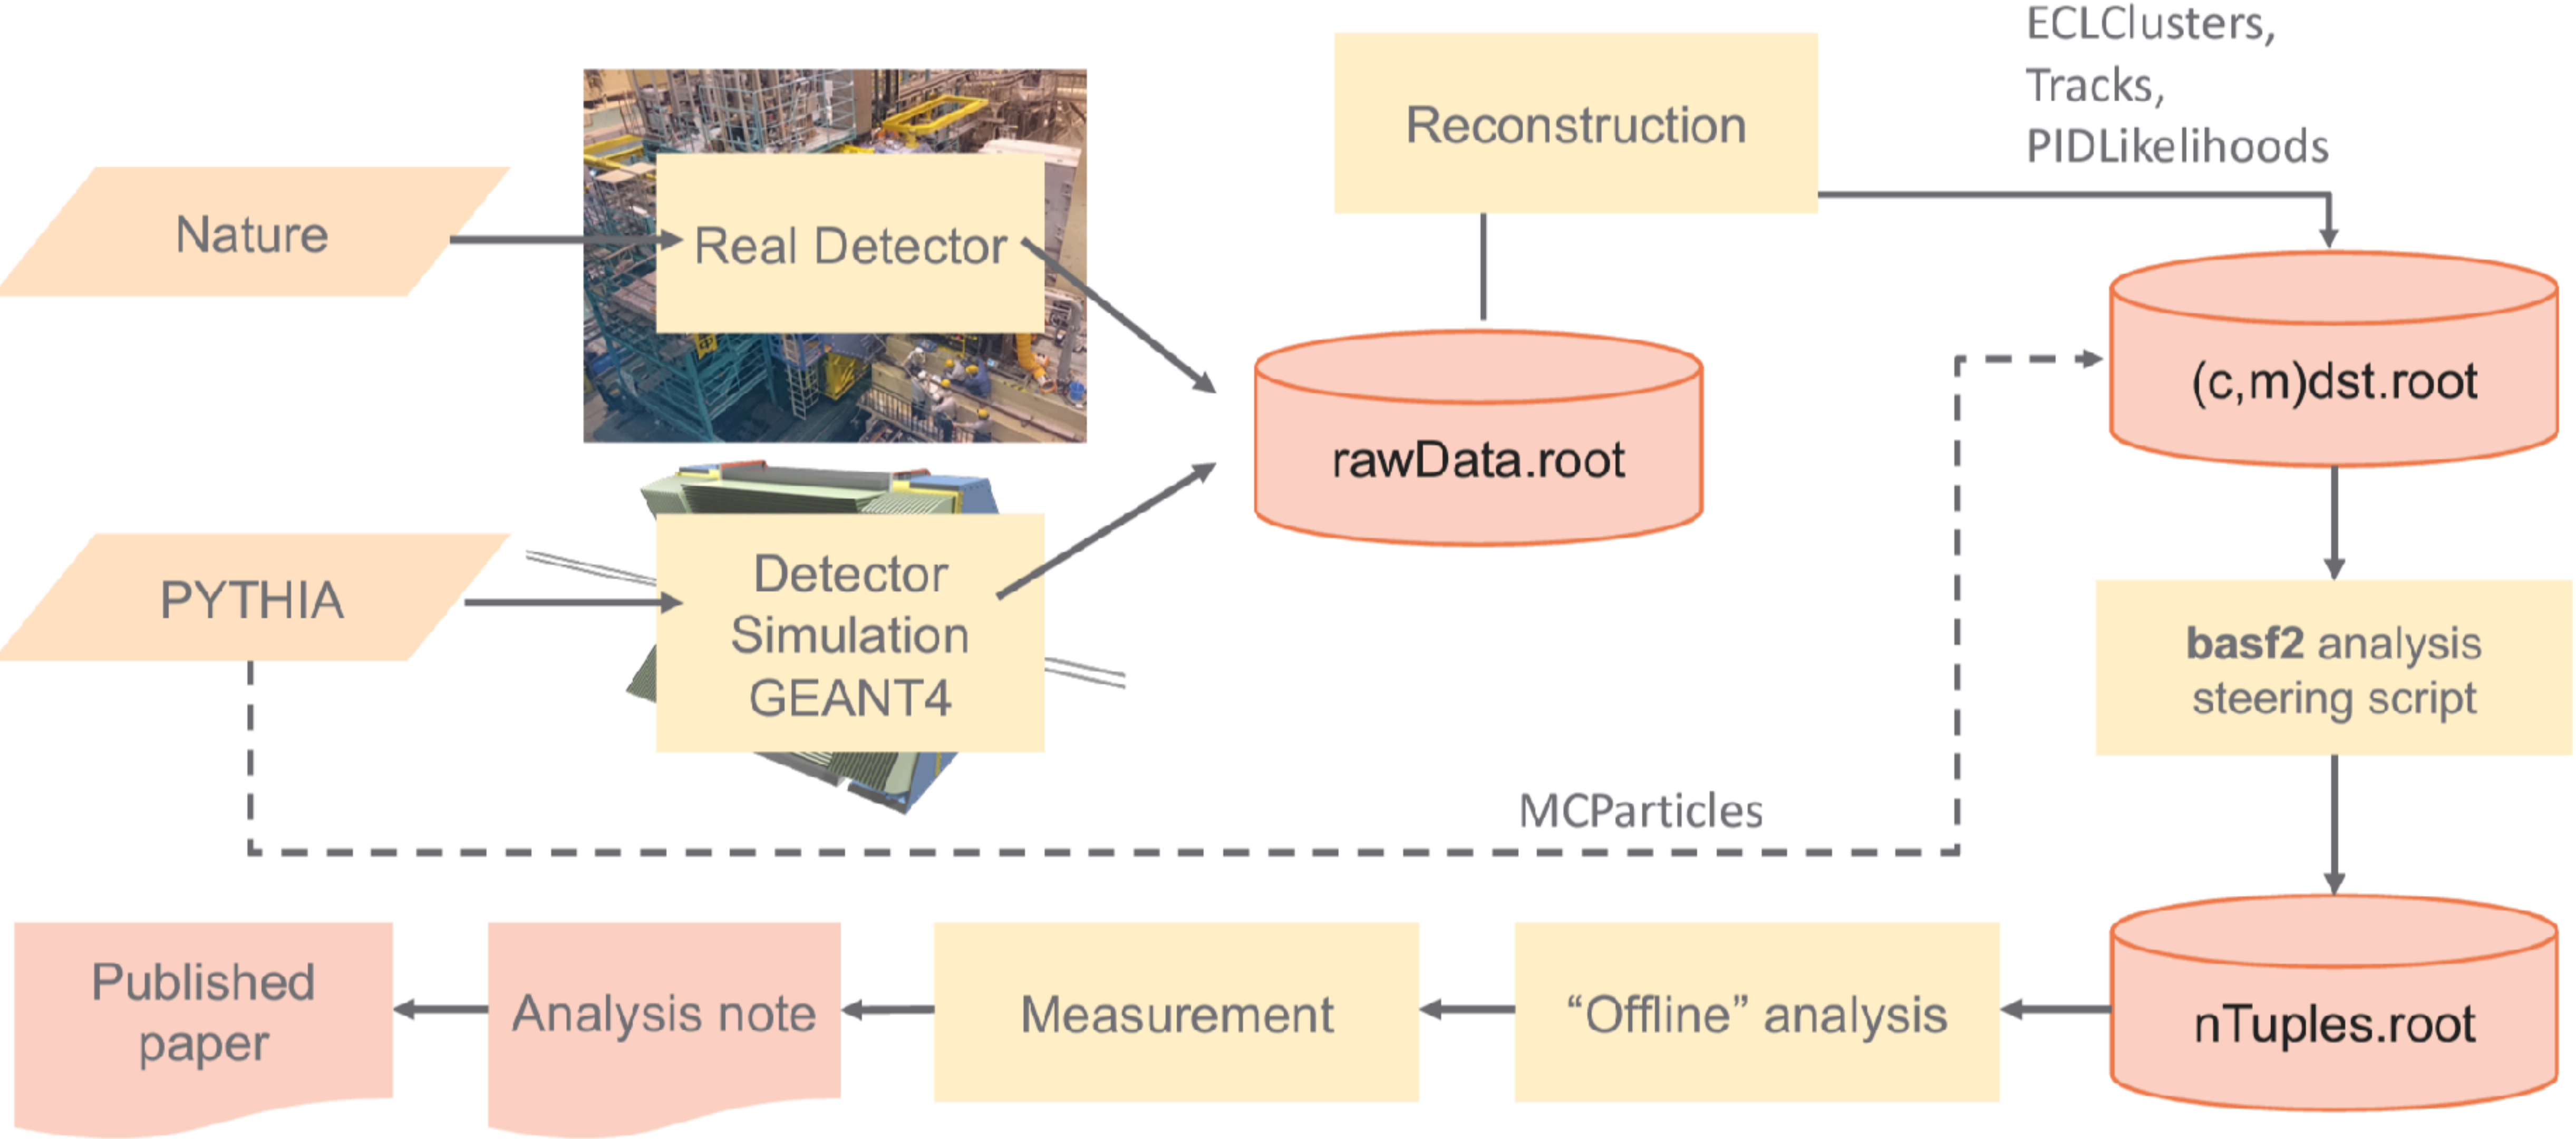 ECLClusters,
Tracks,
PIDLikelihoods
Reconstruction
Nature
Real Detector
(c,m)dst.root
rawData.root
PYTHIA
Detector
Simulation
GEANT4
basf2 analysis
steering script
MCParticles
Published
paper
Analysis note
Measurement
“Offline” analysis
nTuples.root